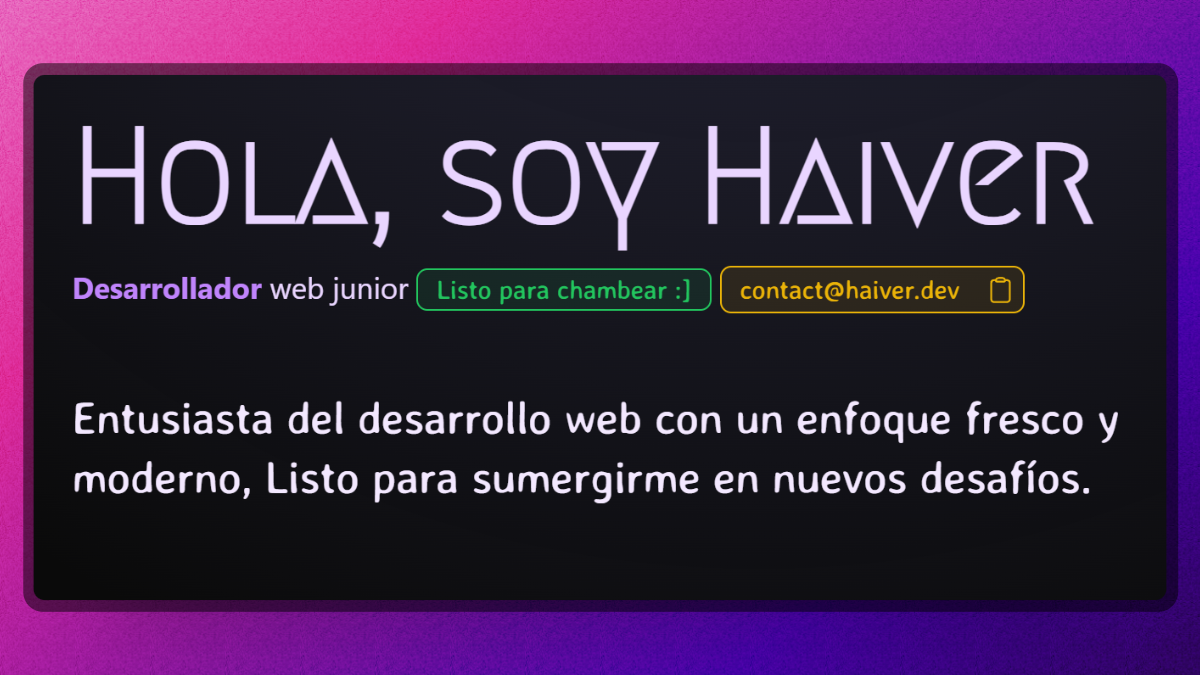 Hola, soy Haiver
Desarrollador web junior Listo para chambear :] contact@haiver.dev
Entusiasta del desarrollo web con un enfoque fresco y
moderno, Listo para sumergirme en nuevos desafíos.